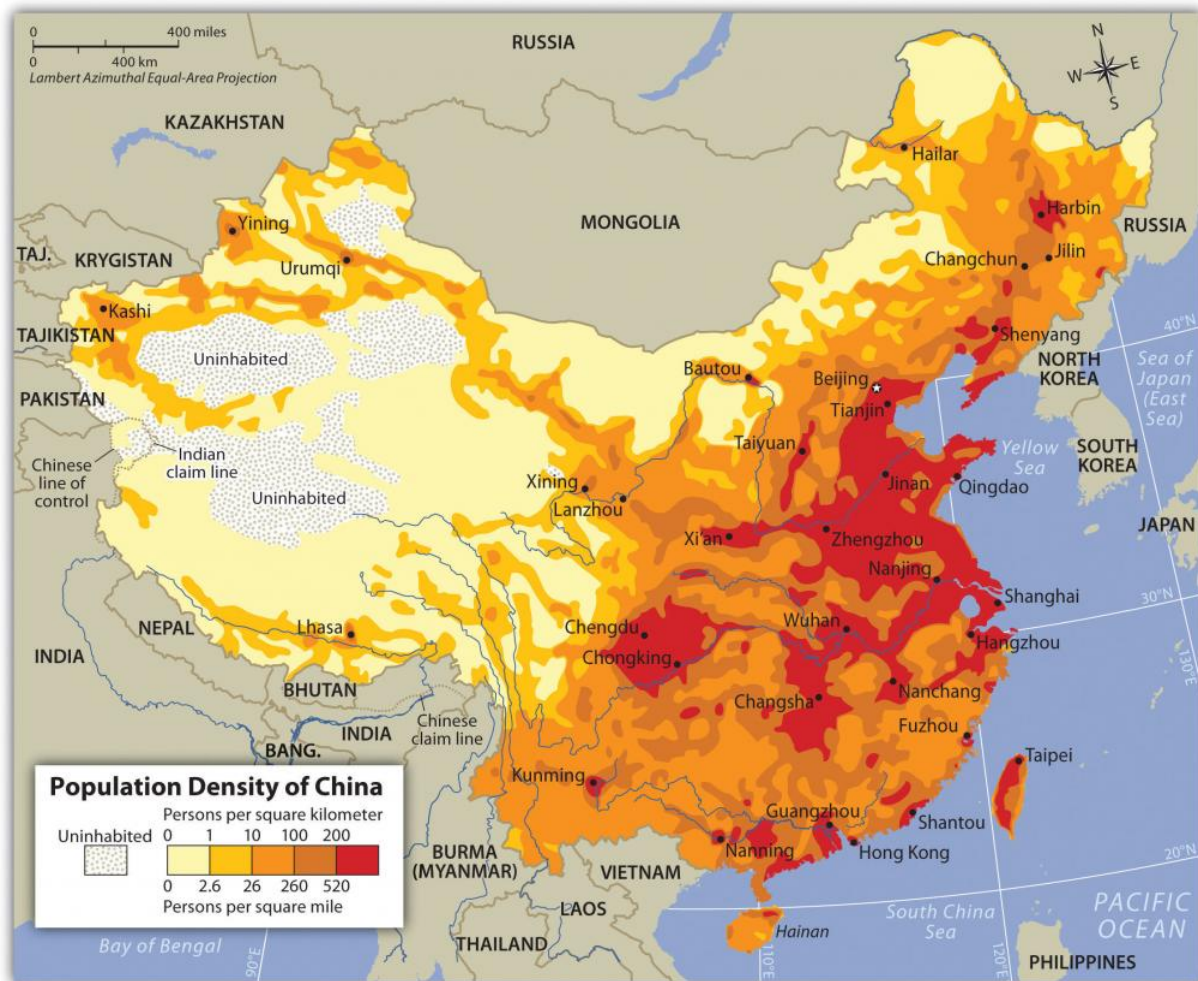 0 400 miles
0 400 km
Lambert Azimuthal Equal-Area Projection
RUSSIA
N
W E
S
KAZAKHSTAN
Hailar
MONGOLIA
Yining
Harbin
RUSSIA
TAJ.
KRYGISTAN
Urumqi
Changchun
Jilin
Kashi
TAJIKISTAN
Shenyang
40°N
Uninhabited
NORTH
KOREA
Sea of
Japan
(East
Sea)
Bautou
Beijing
Tianjin
PAKISTAN
Taiyuan
Yellow
Sea
SOUTH
KOREA
Chinese
line of
control
Indian
claim line
Uninhabited
Xining
Lanzhou
Jinan
Qingdao
JAPAN
Xi'an
Zhengzhou
Nanjing
Shanghai
30°N
NEPAL
Lhasa
Chengdu
Wuhan
Hangzhou
INDIA
Chongking
130°E
BHUTAN
Changsha
Nanchang
INDIA
Chinese
claim line
Fuzhou
BANG.
Taipei
Kunming
Population Density of China
Persons per square kilometer
Uninhabited
0 1 10 100 200
0 2.6 26 260 520
Persons per square mile
Guangzhou
Shantou
BURMA
(MYANMAR)
VIETNAM
Nanning
Hong Kong
20°N
LAOS
Bay of Bengal
THAILAND
Hainan
South China
Sea
PACIFIC
OCEAN
90°E
110°E
120°E
PHILIPPINES